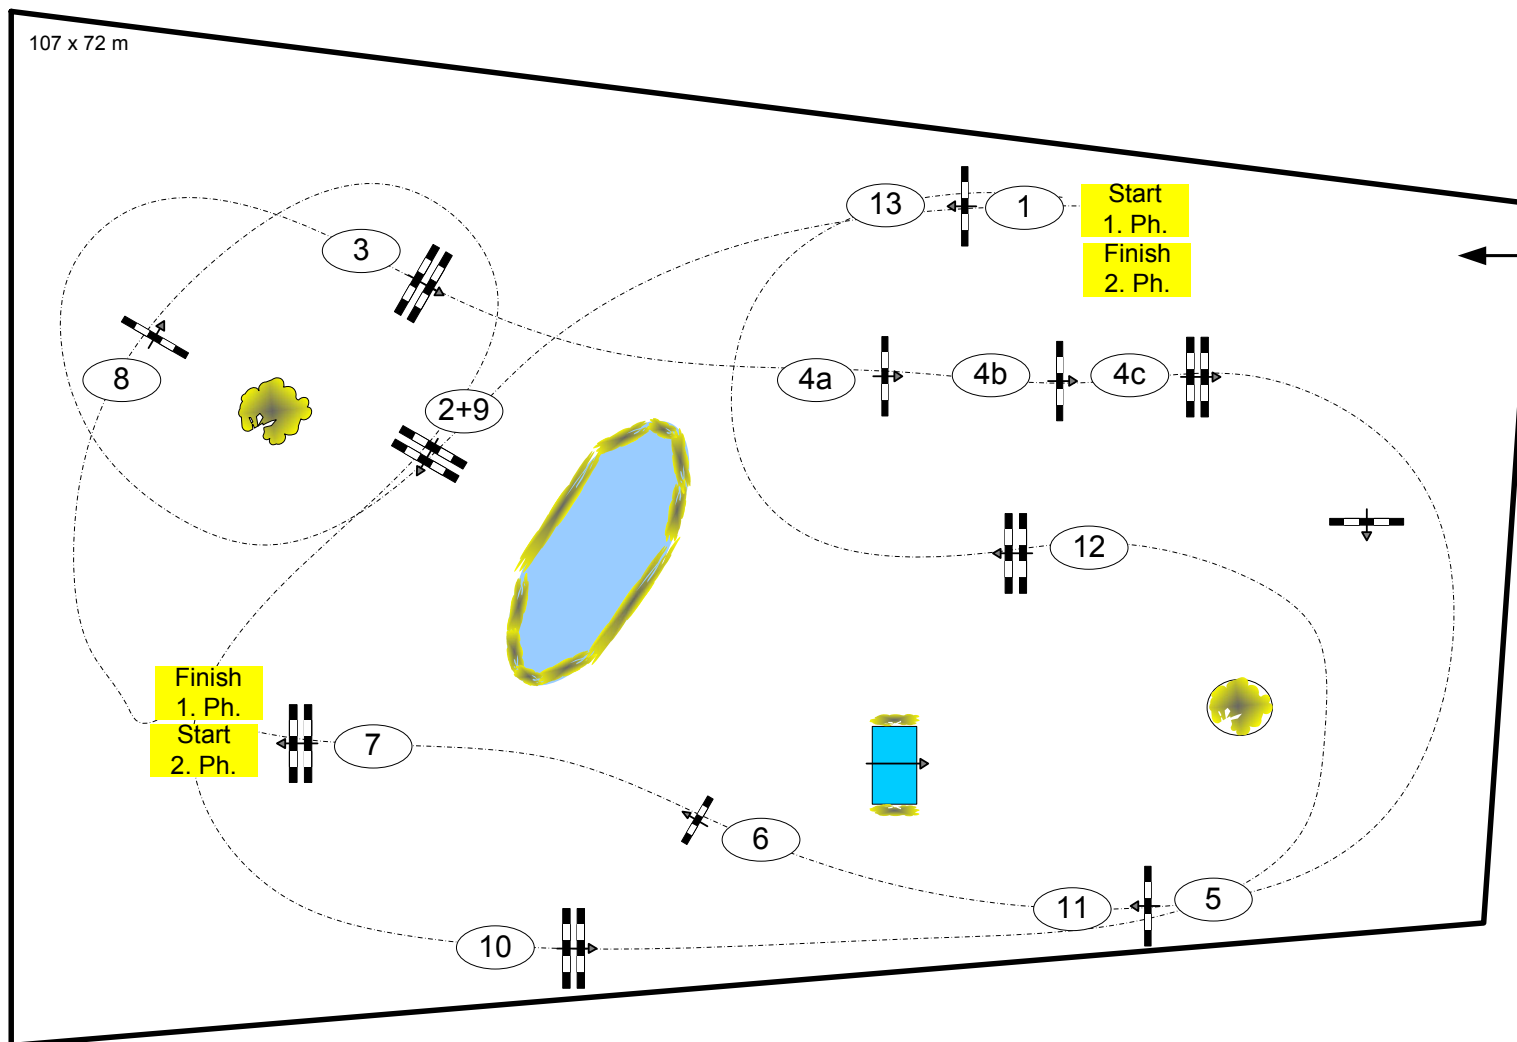 107 x 72 m
13
1
Start
1. Ph.
Finish
2. Ph.
3
8
2+9
4a
4b
4c
12
Finish
1. Ph.
Start
2. Ph.
7
6
11
5
10